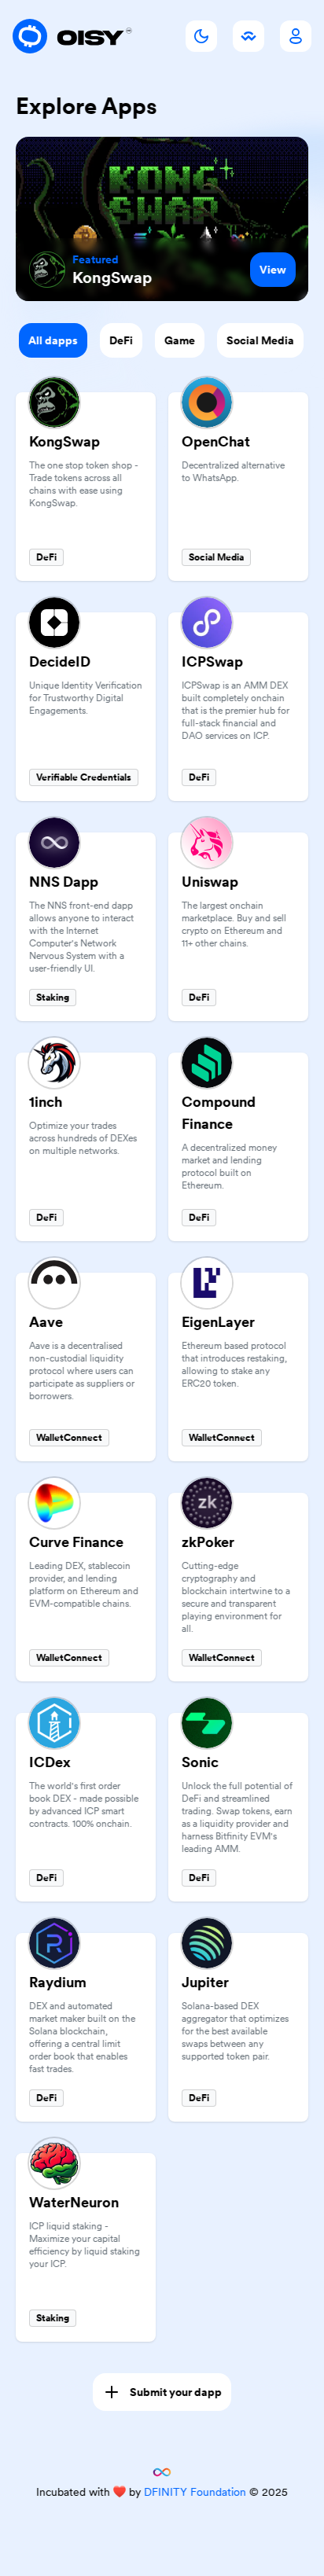 OISY
Explore Apps
KONG
SWAP
Featured
KongSwap
View
All dapps
DeFi
Game
Social Media
KongSwap
The one stop token shop -
Trade tokens across all
chains with ease using
KongSwap.
DeFi
OpenChat
Decentralized alternative
to WhatsApp.
Social Media
DecideID
Unique Identity Verification
for Trustworthy Digital
Engagements.
Verifiable Credentials
ICPSwap
ICPSwap is an AMM DEX
built completely onchain
that is the premier hub for
full-stack financial and
DAO services on ICP.
DeFi
NNS Dapp
The NNS front-end dapp
allows anyone to interact
with the Internet
Computer's Network
Nervous System with a
user-friendly UI.
Staking
Uniswap
The largest onchain
marketplace. Buy and sell
crypto on Ethereum and
11+ other chains.
DeFi
1inch
Optimize your trades
across hundreds of DEXes
on multiple networks.
DeFi
Compound
Finance
A decentralized money
market and lending
protocol built on
Ethereum.
DeFi
Aave
Aave is a decentralised
non-custodial liquidity
protocol where users can
participate as suppliers or
borrowers.
WalletConnect
EigenLayer
Ethereum based protocol
that introduces restaking,
allowing to stake any
ERC20 token.
WalletConnect
Curve Finance
Leading DEX, stablecoin
provider, and lending
platform on Ethereum and
EVM-compatible chains.
WalletConnect
zk
zkPoker
Cutting-edge
cryptography and
blockchain intertwine to a
secure and transparent
playing environment for
all.
WalletConnect
ICDex
The world's first order
book DEX - made possible
by advanced ICP smart
contracts. 100% onchain.
DeFi
Sonic
Unlock the full potential of
DeFi and streamlined
trading. Swap tokens, earn
as a liquidity provider and
harness Bitfinity EVM's
leading AMM.
DeFi
Raydium
DEX and automated
market maker built on the
Solana blockchain,
offering a central limit
order book that enables
fast trades.
DeFi
Jupiter
Solana-based DEX
aggregator that optimizes
for the best available
swaps between any
supported token pair.
DeFi
WaterNeuron
ICP liquid staking -
Maximize your capital
efficiency by liquid staking
your ICP.
Staking
Submit your dapp
Incubated with ❤️ by DFINITY Foundation © 2025